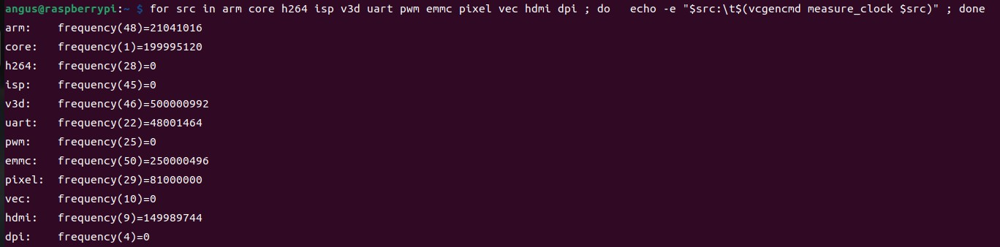 angus@raspberrypi:~ $ for src in arm core h264 isp v3d uart pwm emmc pixel vec hdmi dpi ; do   echo -e "$src:\t$(vcgencmd measure_clock $src)" ; done
arm:    frequency(48)=21041016
core:   frequency(1)=199995120
h264:   frequency(28)=0
isp:    frequency(45)=0
v3d:    frequency(46)=500000992
uart:   frequency(22)=48001464
pwm:    frequency(25)=0
emmc:   frequency(50)=250000496
pixel:  frequency(29)=81000000
vec:    frequency(10)=0
hdmi:   frequency(9)=149989744
dpi:    frequency(4)=0